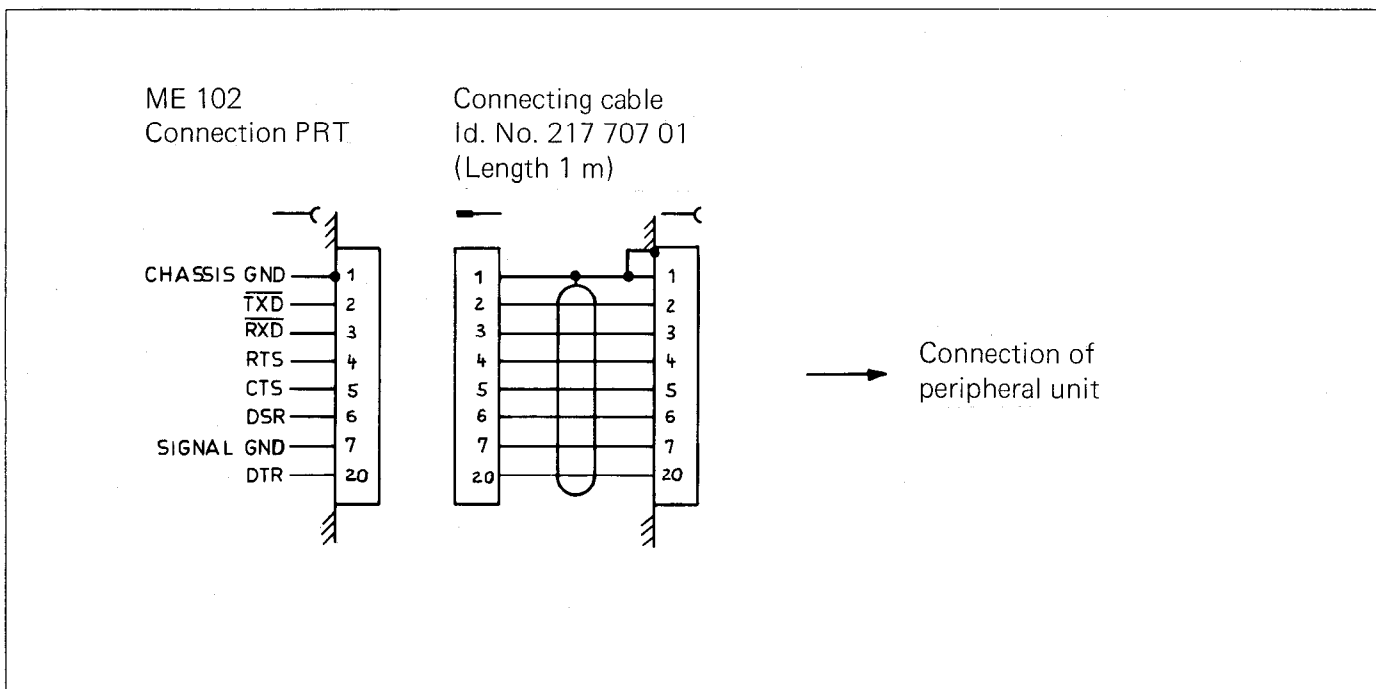 ME 102
Connection PRT
Connecting cable
Id. No. 217 707 01
(Length 1 m)
CHASSIS GND 1 1 1
TXD 2 2 2
RXD 3 3 3
RTS 4 4 4
CTS 5 5 5
DSR 6 6 6
SIGNAL GND 7 7 7
DTR 20 20 20
Connection of
peripheral unit